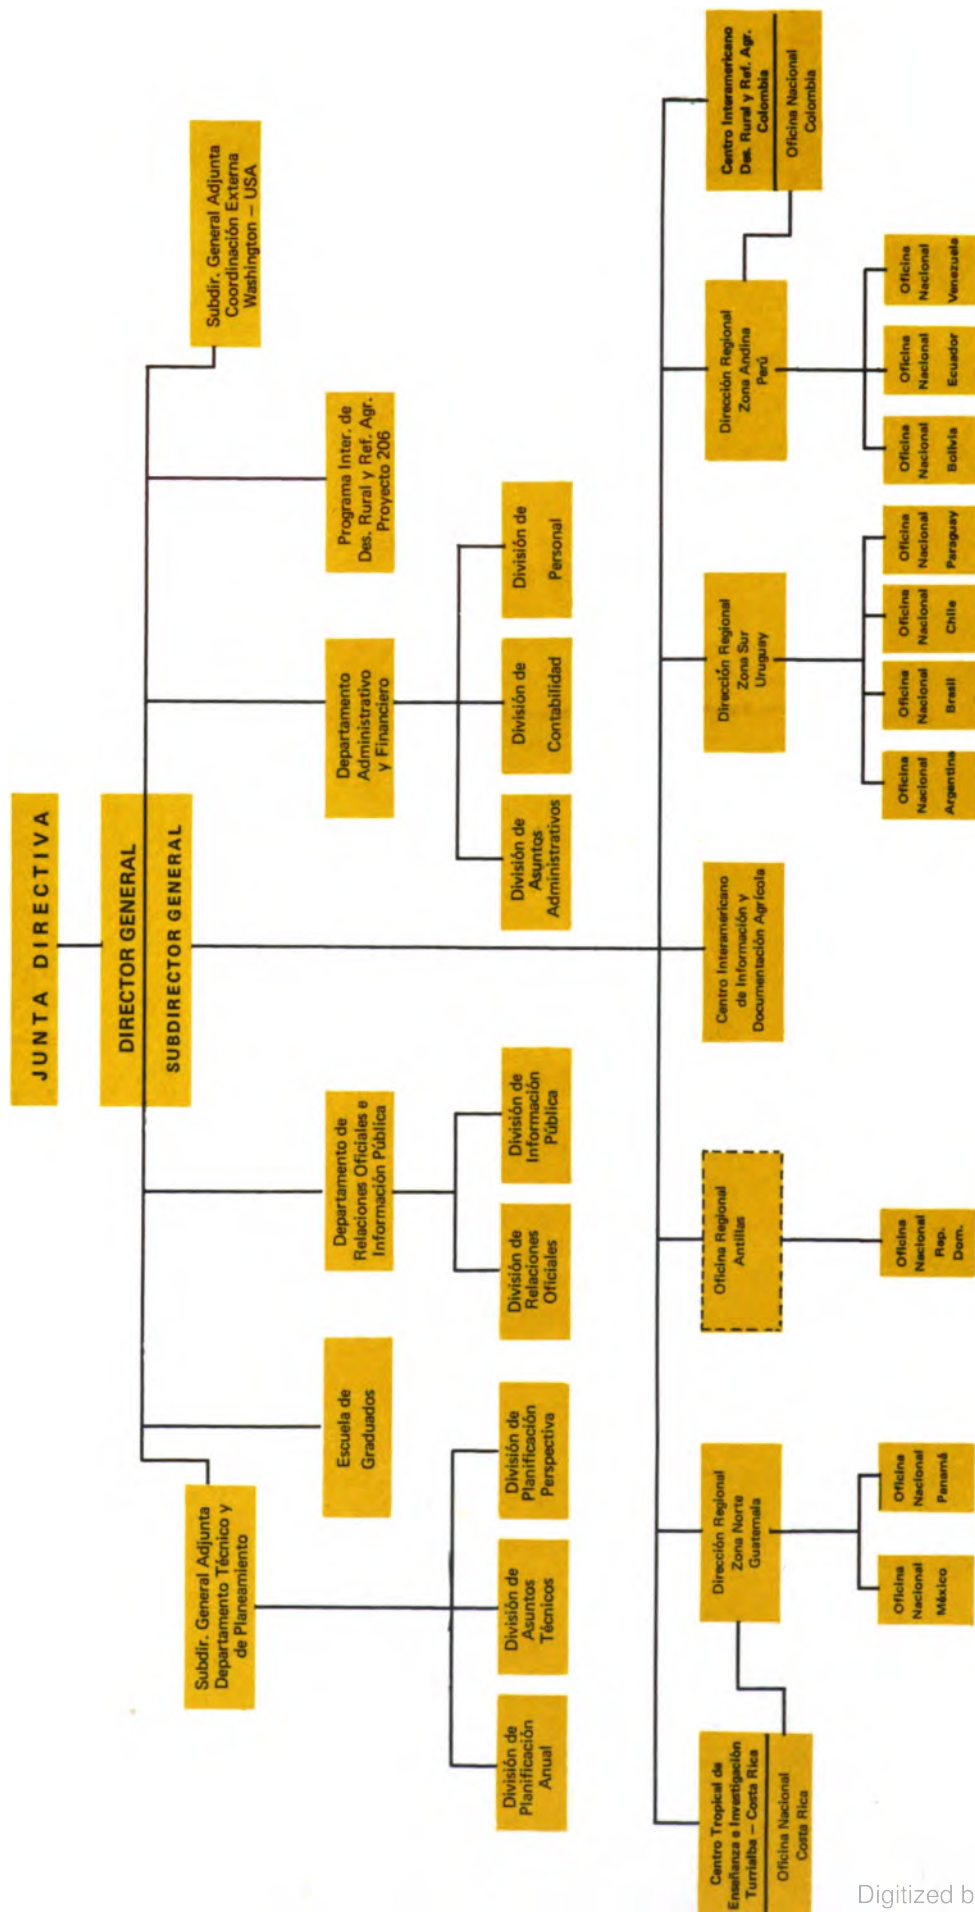 JUNTA DIRECTIVA
DIRECTOR GENERAL
SUBDIRECTOR GENERAL
Subdir. General Adjunta
Departamento Técnico y
de Planeamiento
Subdir. General Adjunta
Coordinación Externa
Washington – USA
Escuela de
Graduados
Departamento de
Relaciones Oficiales e
Información Pública
Departamento
Administrativo
y Financiero
Programa Inter. de
Des. Rural y Ref. Agr.
Proyecto 206
División de
Planificación
Anual
División de
Asuntos
Técnicos
División de
Planificación
Perspectiva
División de
Relaciones
Oficiales
División de
Información
Pública
División de
Asuntos
Administrativos
División de
Contabilidad
División de
Personal
Centro Tropical de
Enseñanza e Investigación
Turrialba – Costa Rica
Oficina Nacional
Costa Rica
Dirección Regional
Zona Norte
Guatemala
Oficina Regional
Antillas
Centro Interamericano
de Información y
Documentación Agrícola
Dirección Regional
Zona Sur
Uruguay
Dirección Regional
Zona Andina
Perú
Centro Interamericano
Des. Rural y Ref. Agr.
Colombia
Oficina Nacional
Colombia
Oficina
Nacional
México
Oficina
Nacional
Panamá
Oficina
Nacional
Rep.
Dom.
Oficina
Nacional
Argentina
Oficina
Nacional
Brasil
Oficina
Nacional
Chile
Oficina
Nacional
Paraguay
Oficina
Nacional
Bolivia
Oficina
Nacional
Ecuador
Oficina
Nacional
Venezuela
Digitized b